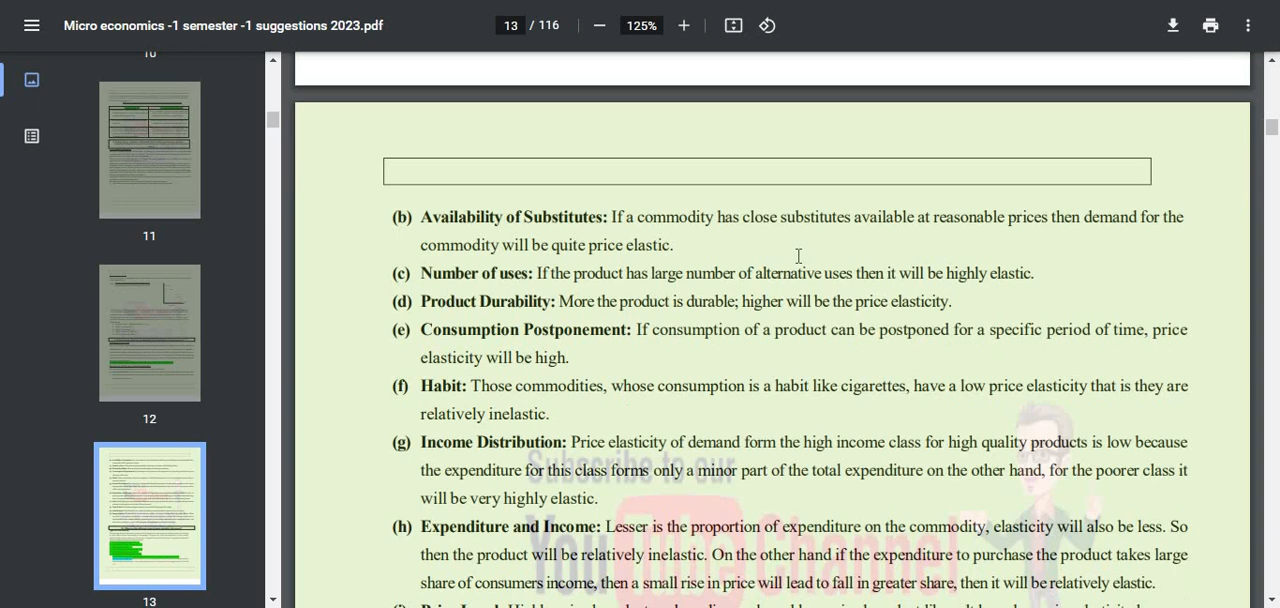 Micro economics -1 semester -1 suggestions 2023.pdf
13 / 116
125%
10
11
12
13
(b) Availability of Substitutes: If a commodity has close substitutes available at reasonable prices then demand for the
commodity will be quite price elastic.
(c) Number of uses: If the product has large number of alternative uses then it will be highly elastic.
(d) Product Durability: More the product is durable; higher will be the price elasticity.
(e) Consumption Postponement: If consumption of a product can be postponed for a specific period of time, price
elasticity will be high.
(f) Habit: Those commodities, whose consumption is a habit like cigarettes, have a low price elasticity that is they are
relatively inelastic.
(g) Income Distribution: Price elasticity of demand form the high income class for high quality products is low because
the expenditure for this class forms only a minor part of the total expenditure on the other hand, for the poorer class it
will be very highly elastic.
(h) Expenditure and Income: Lesser is the proportion of expenditure on the commodity, elasticity will also be less. So
then the product will be relatively inelastic. On the other hand if the expenditure to purchase the product takes large
share of consumers income, then a small rise in price will lead to fall in greater share, then it will be relatively elastic.
Subscribe to our
YouTube Channel